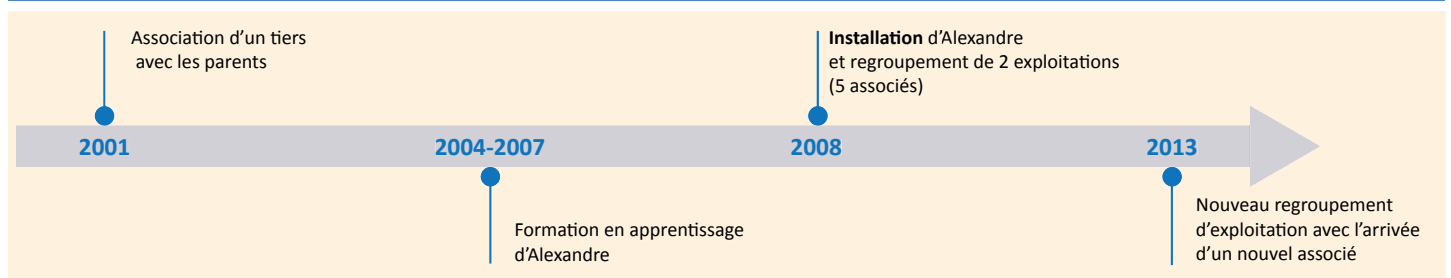 Association d’un tiers
avec les parents
Installation d’Alexandre
et regroupement de 2 exploitations
(5 associés)
2001
2004-2007
2008
2013
Formation en apprentissage
d’Alexandre
Nouveau regroupement
d’exploitation avec l’arrivée
d’un nouvel associé